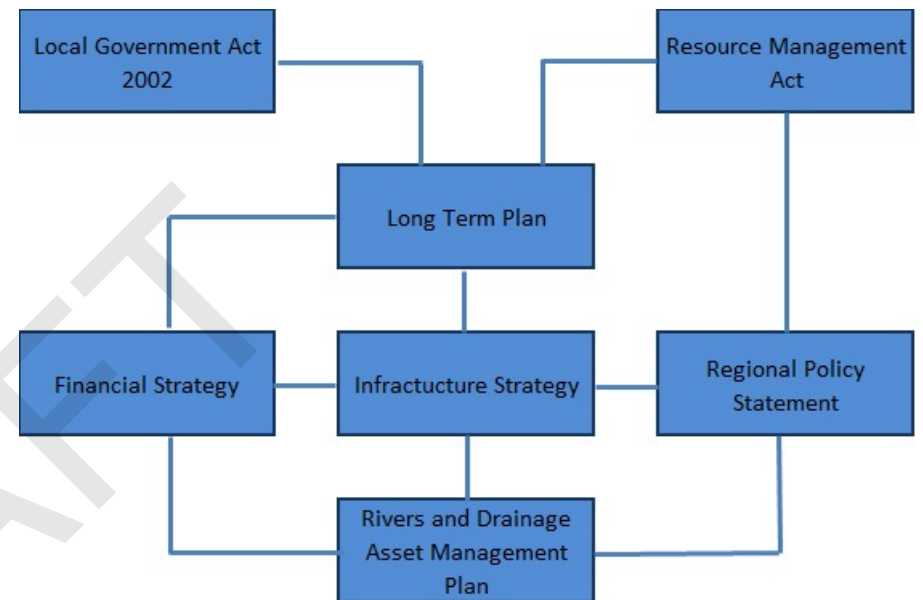 Local Government Act
2002
Resource Management
Act
Long Term Plan
Financial Strategy
Infractucture Strategy
Regional Policy
Statement
Rivers and Drainage
Asset Management
Plan
AFT